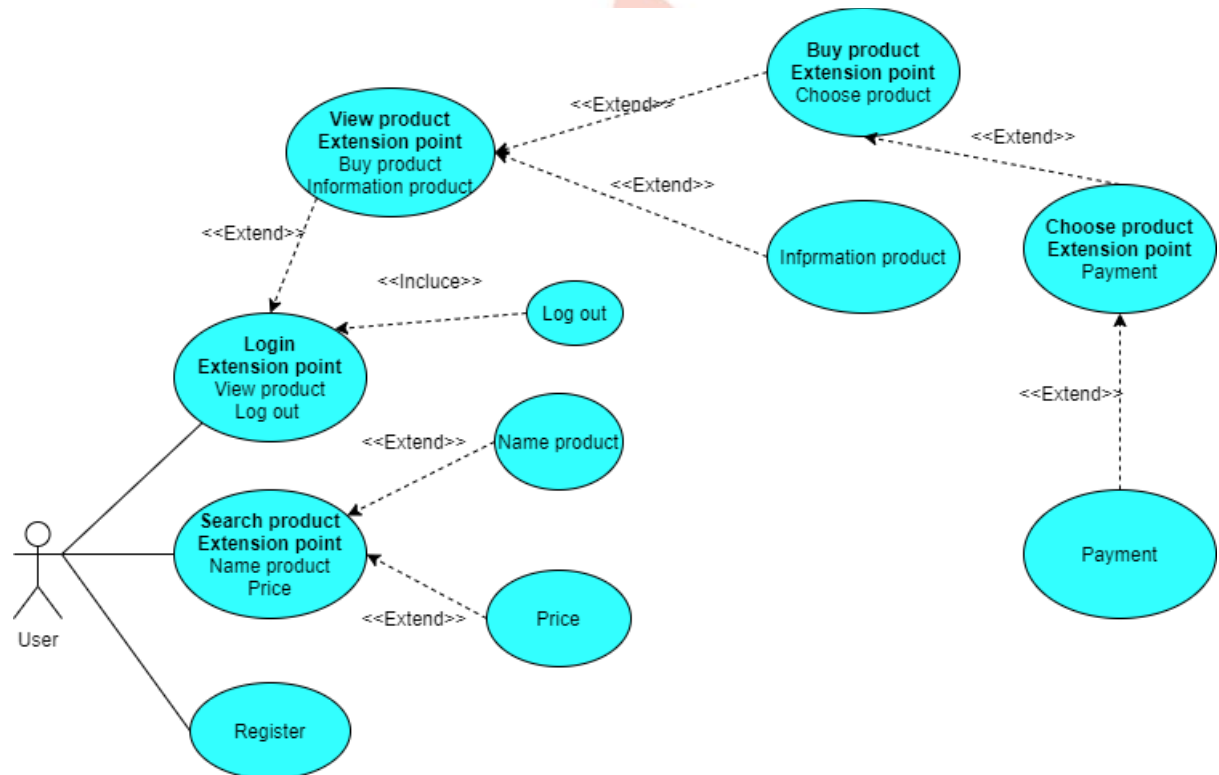 Buy product
Extension point
Choose product
<<Extend>>
View product
Extension point
Buy product
Information product
<<Extend>>
<<Extend>>
Choose product
Extension point
Payment
<<Extend>>
Infprmation product
<<Incluce>>
Log out
Login
Extension point
View product
Log out
<<Extend>>
Name product
<<Extend>>
Search product
Extension point
Name product
Price
Payment
<<Extend>>
Price
User
Register